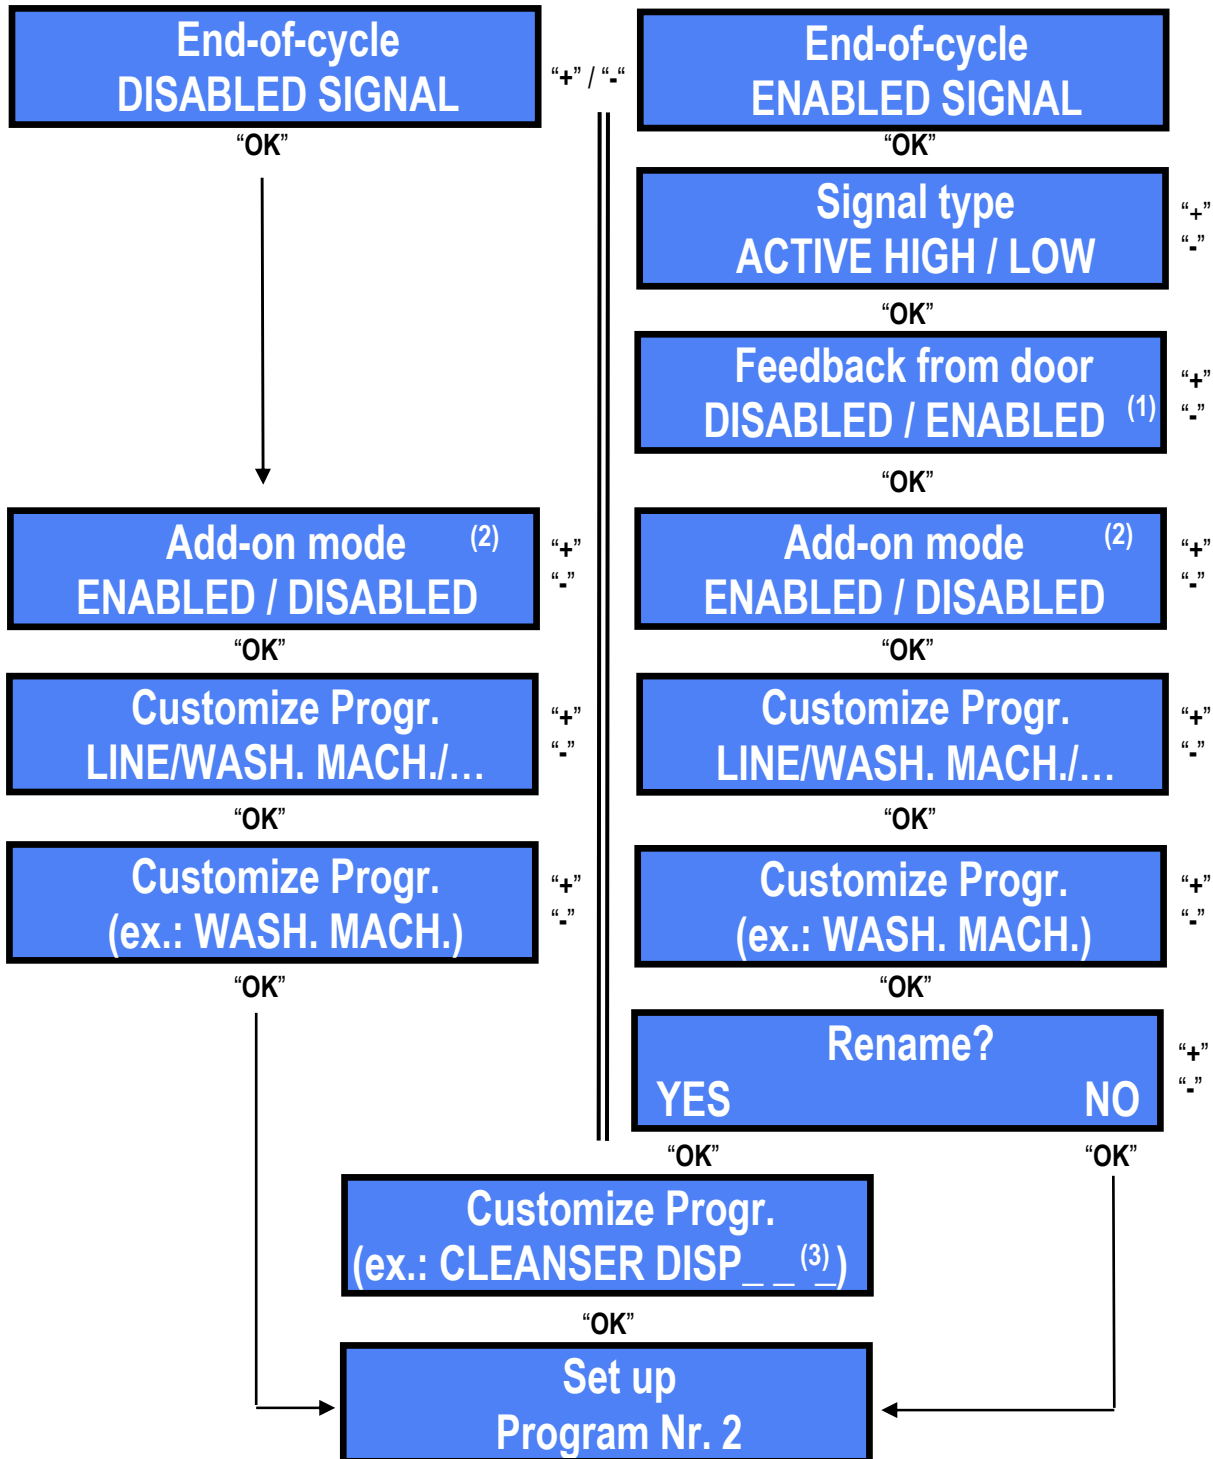 End-of-cycle
DISABLED SIGNAL
“+” / “-“
End-of-cycle
ENABLED SIGNAL
“OK”
“OK”
Signal type
ACTIVE HIGH / LOW
“+”
“-”
“OK”
Feedback from door
DISABLED / ENABLED (1)
“+”
“-”
“OK”
Add-on mode (2)
ENABLED / DISABLED
“+”
“-”
Add-on mode (2)
ENABLED / DISABLED
“+”
“-”
“OK”
“OK”
Customize Progr.
LINE/WASH. MACH./…
“+”
“-”
Customize Progr.
LINE/WASH. MACH./…
“+”
“-”
“OK”
“OK”
Customize Progr.
(ex.: WASH. MACH.)
“+”
“-”
Customize Progr.
(ex.: WASH. MACH.)
“+”
“-”
“OK”
“OK”
Rename?
YES NO
“+”
“-”
“OK” “OK”
Customize Progr.
(ex.: CLEANSER DISP_ _ (3)_)
“OK”
Set up
Program Nr. 2